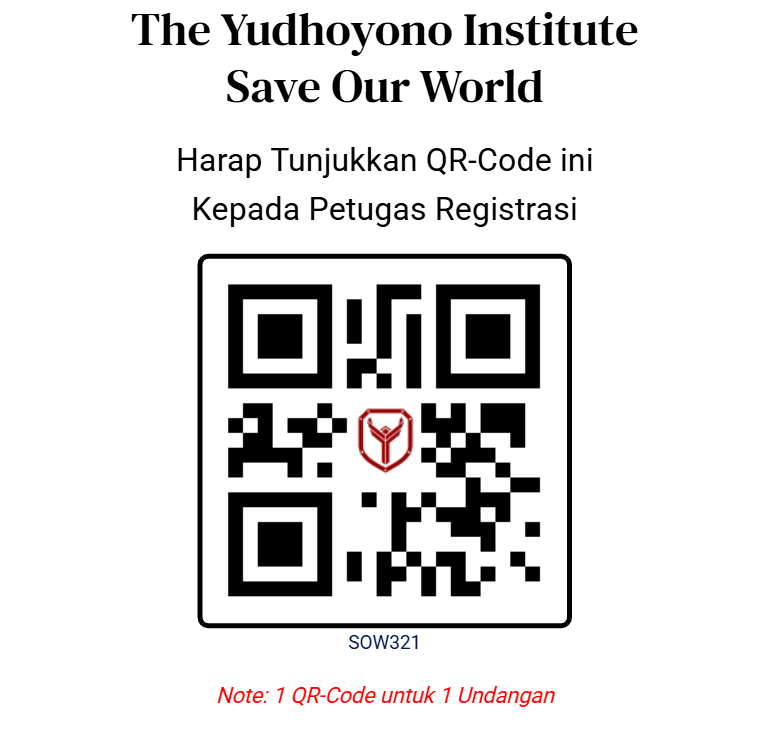 The Yudhoyono Institute
Save Our World
Harap Tunjukkan QR-Code ini
Kepada Petugas Registrasi
SOW321
Note: 1 QR-Code untuk 1 Undangan